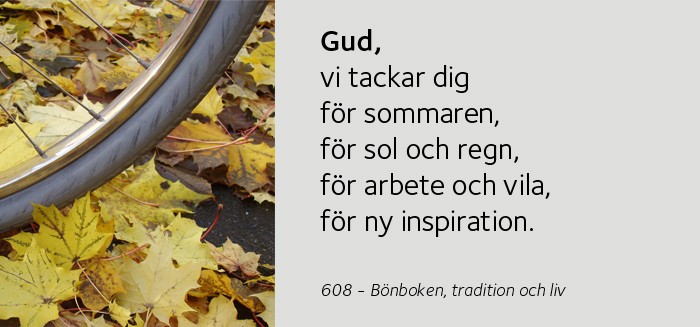 Gud,
vi tackar dig
för sommaren,
för sol och regn,
för arbete och vila,
för ny inspiration.
608 - Bönboken, tradition och liv